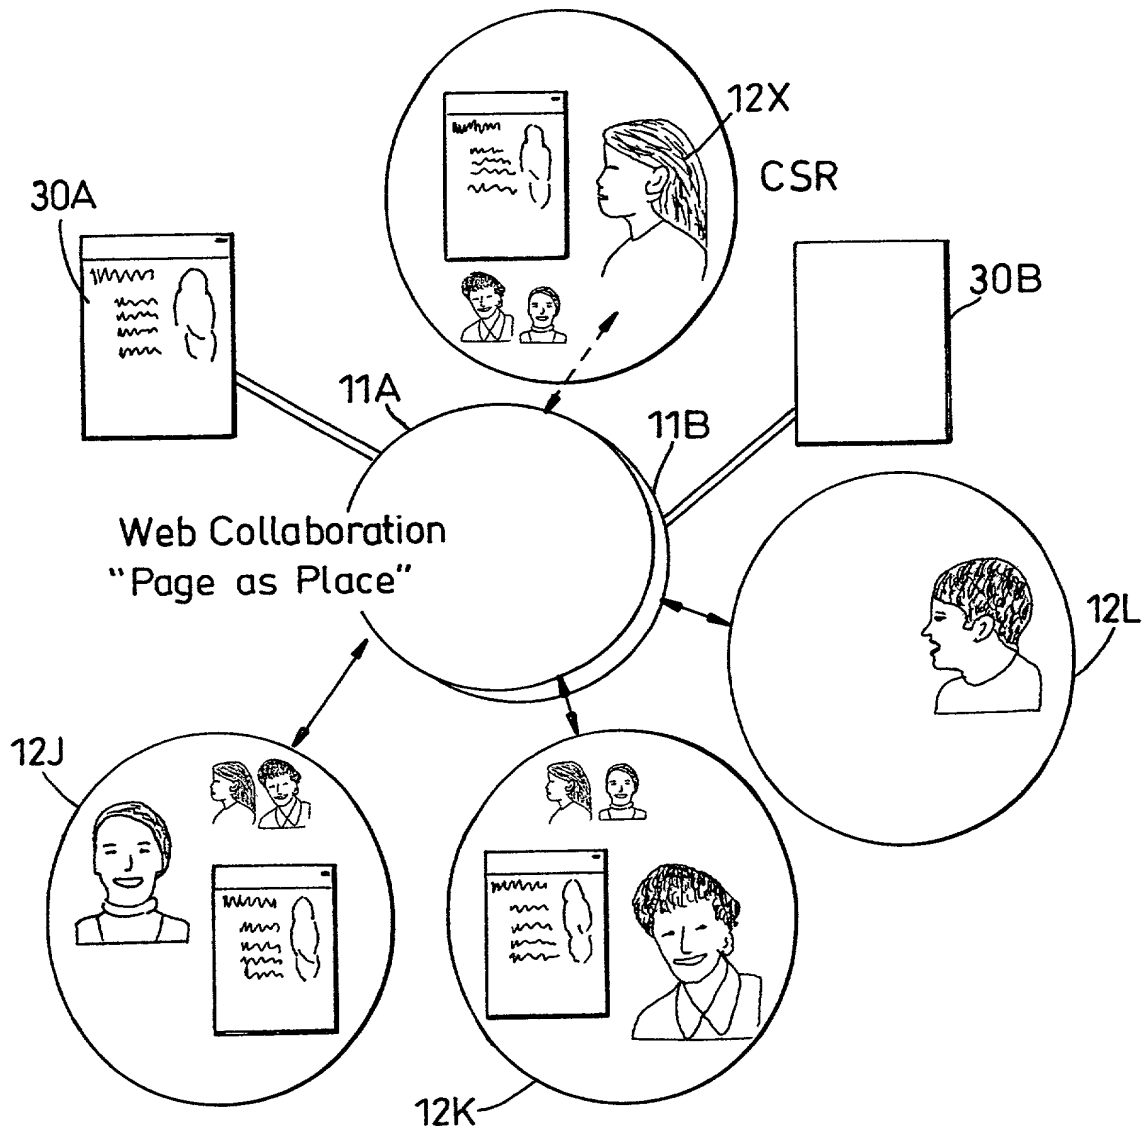 12X
CSR
30A
30B
11A
11B
Web Collaboration
"Page as Place"
12L
12J
12K